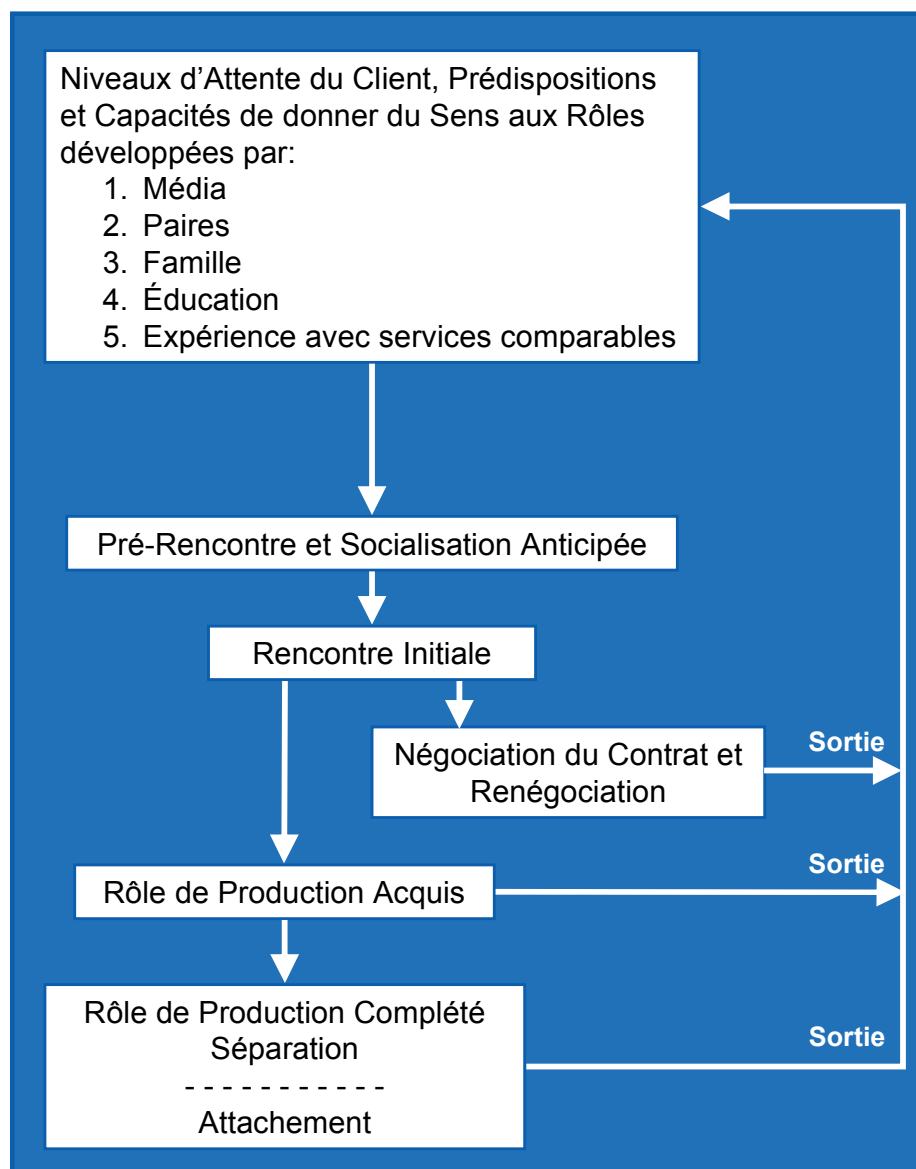 Niveaux d’Attente du Client, Prédispositions
et Capacités de donner du Sens aux Rôles
développées par:
1. Média
2. Paires
3. Famille
4. Éducation
5. Expérience avec services comparables
Pré-Rencontre et Socialisation Anticipée
Rencontre Initiale
Négociation du Contrat et
Renégociation
Sortie
Rôle de Production Acquis
Sortie
Rôle de Production Complété
Séparation
- - - - - - - - - - -
Attachement
Sortie